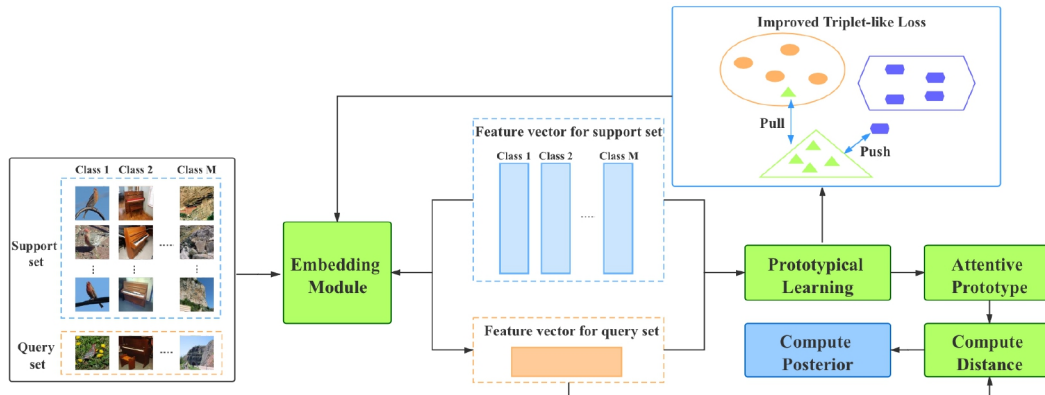 Improved Triplet-like Loss
Pull
Push
Feature vector for support set
Class 1
Class 2
Class M
....
Class 1
Class 2
Class M
Support
set
....
....
Query
set
....
Embedding
Module
Feature vector for query set
Prototypical
Learning
Attentive
Prototype
Compute
Posterior
Compute
Distance